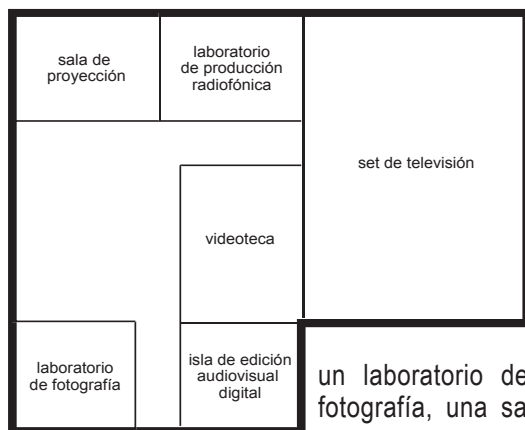 sala de
proyección
laboratorio
de producción
radiofónica
set de televisión
videoteca
laboratorio
de fotografía
isla de edición
audiovisual
digital
un laboratorio de
fotografía, una sa